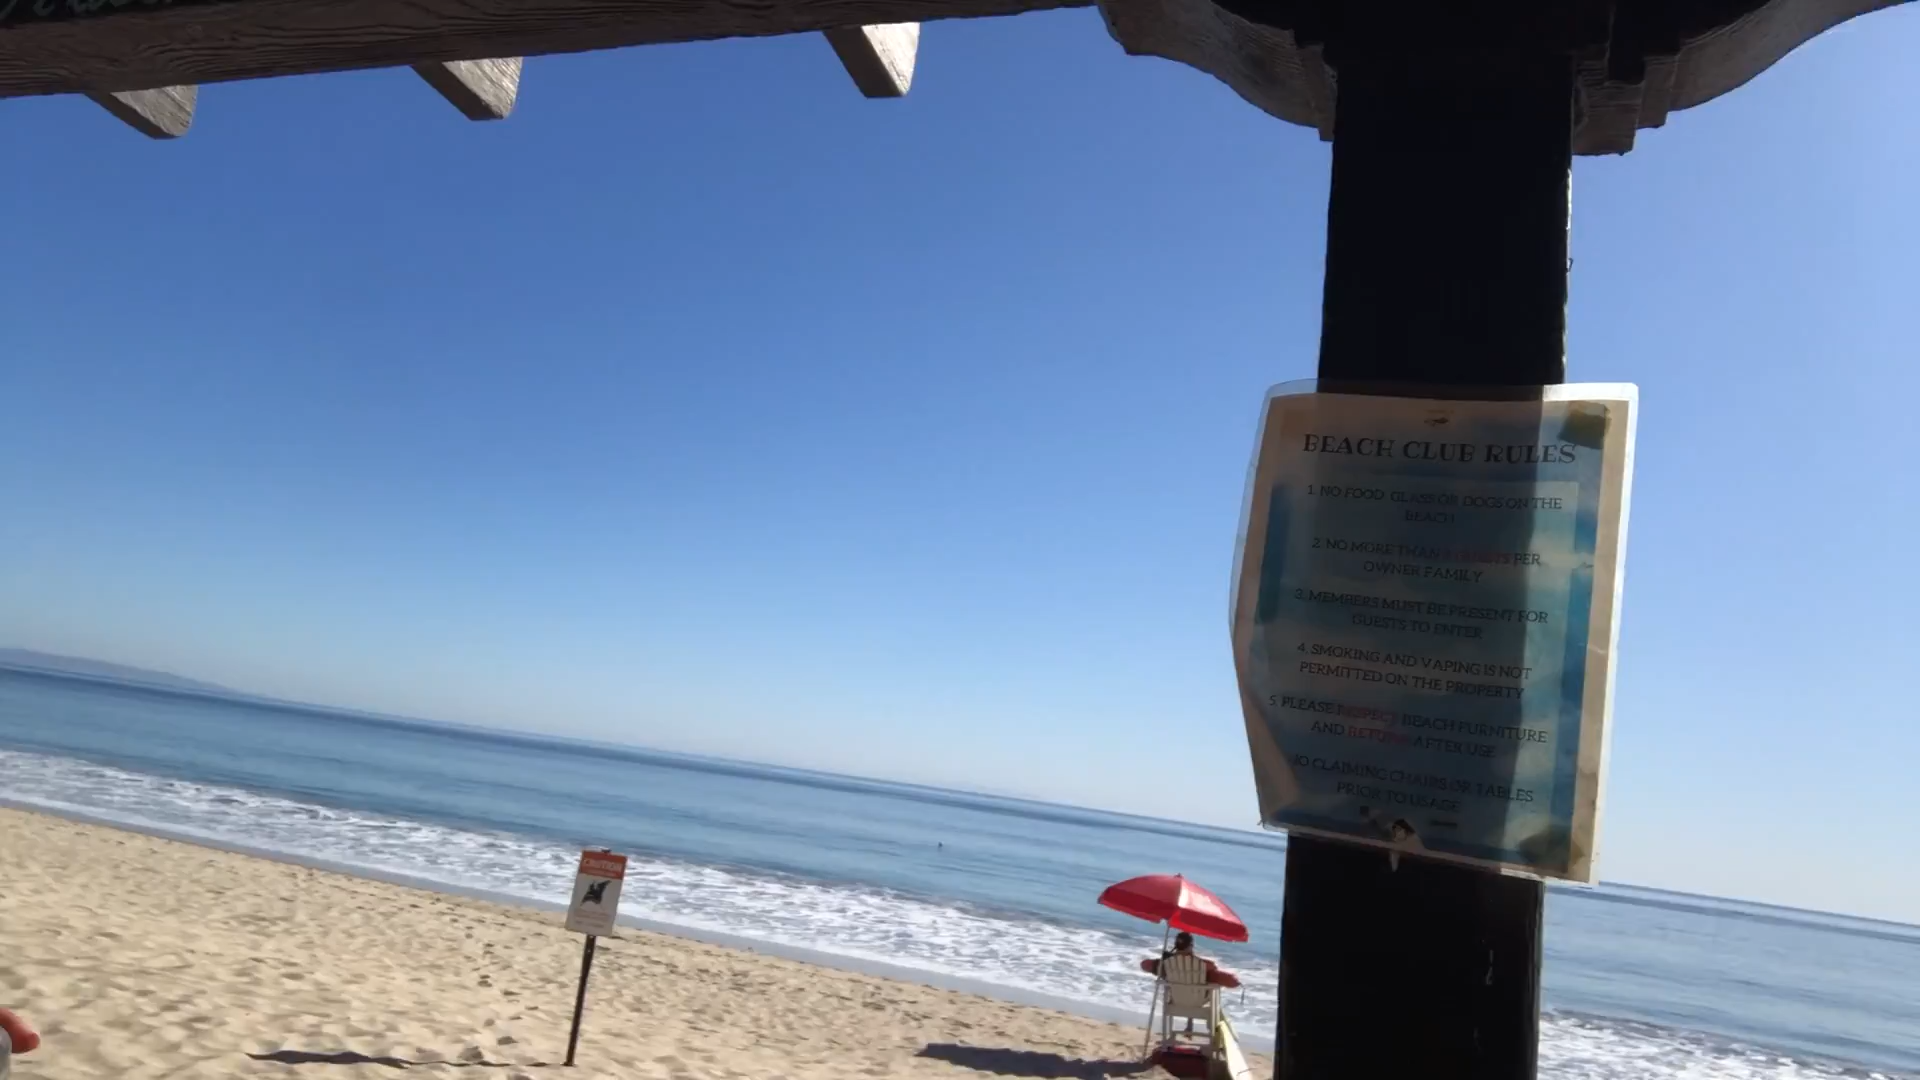 BEACH CLUB RULES
1. NO FOOD, GLASS OR DOGS ON THE
BEACH
2. NO MORE THAN GUESTS PER
OWNER FAMILY
3. MEMBERS MUST BE PRESENT FOR
GUESTS TO ENTER
4. SMOKING AND VAPING IS NOT
PERMITTED ON THE PROPERTY
5. PLEASE RESPECT BEACH FURNITURE
AND RETURN AFTER USE
CLAIMING CHAIRS OR TABLES
PRIOR TO USAGE
CAUTION